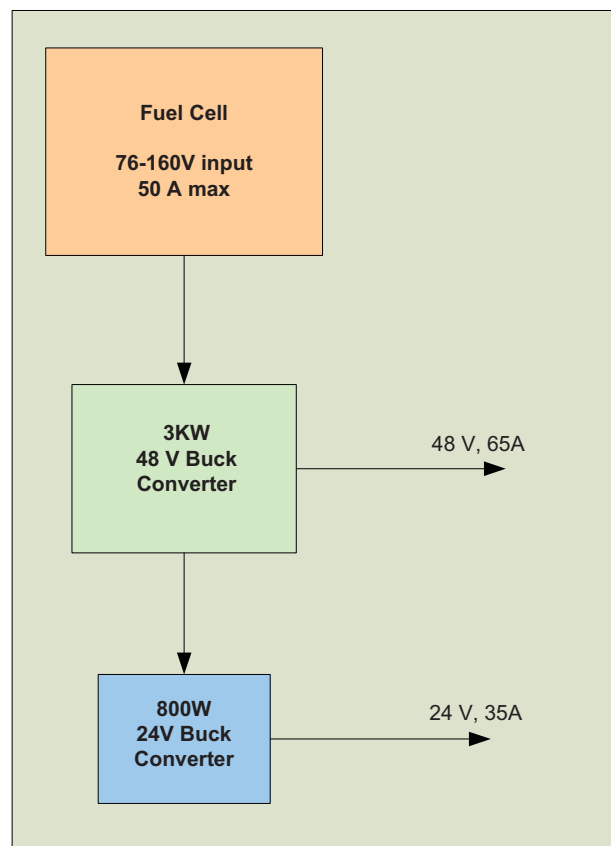 Fuel Cell
76-160V input
50 A max
3KW
48 V Buck
Converter
48 V, 65A
800W
24V Buck
Converter
24 V, 35A